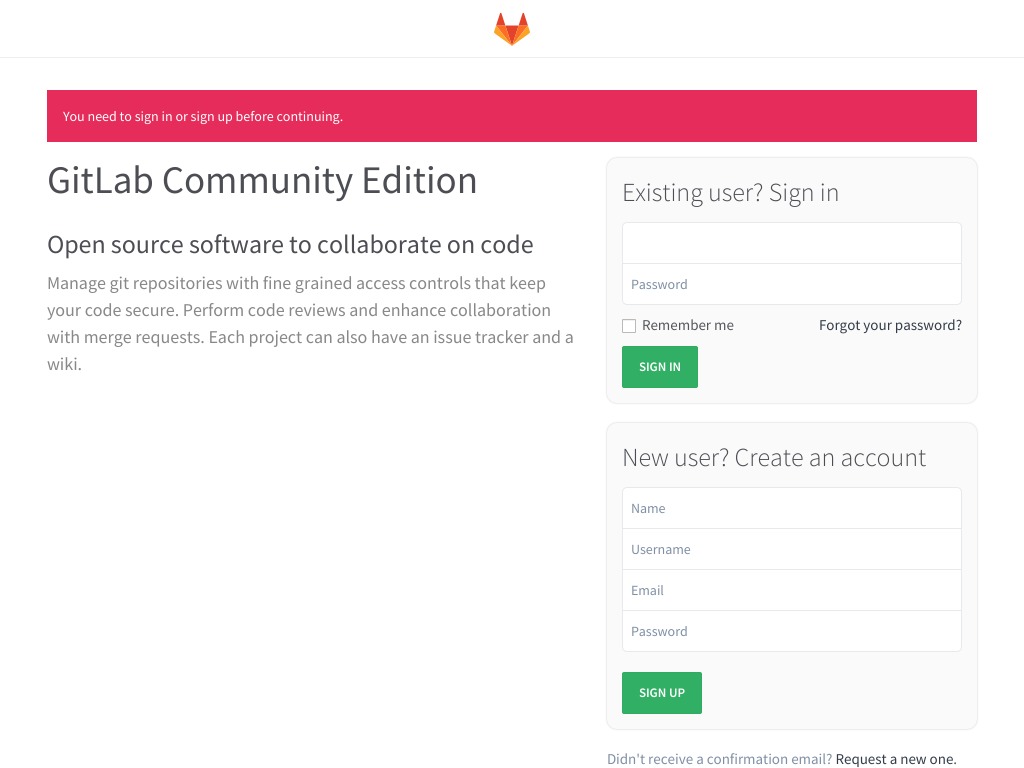 You need to sign in or sign up before continuing.
GitLab Community Edition
Open source software to collaborate on code
Manage git repositories with fine grained access controls that keep
your code secure. Perform code reviews and enhance collaboration
with merge requests. Each project can also have an issue tracker and a
wiki.
Existing user? Sign in
Password
Remember me
Forgot your password?
SIGN IN
New user? Create an account
Name
Username
Email
Password
SIGN UP
Didn't receive a confirmation email? Request a new one.